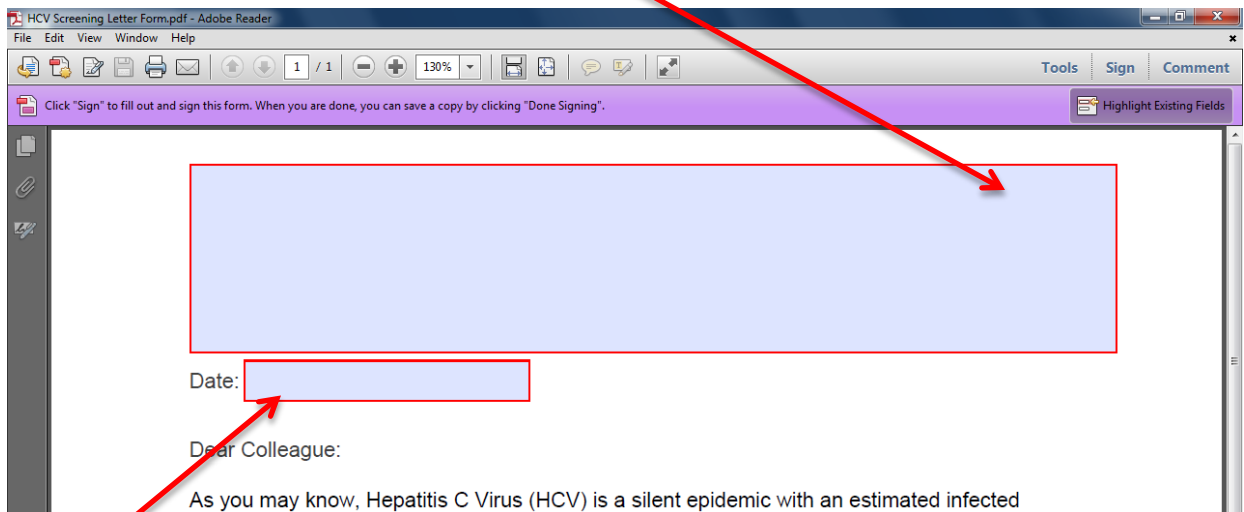 HCV Screening Letter Form.pdf - Adobe Reader
File Edit View Window Help
1 / 1 130% Tools Sign Comment
Click "Sign" to fill out and sign this form. When you are done, you can save a copy by clicking "Done Signing". Highlight Existing Fields
Date:
Dear Colleague:
As you may know, Hepatitis C Virus (HCV) is a silent epidemic with an estimated infected